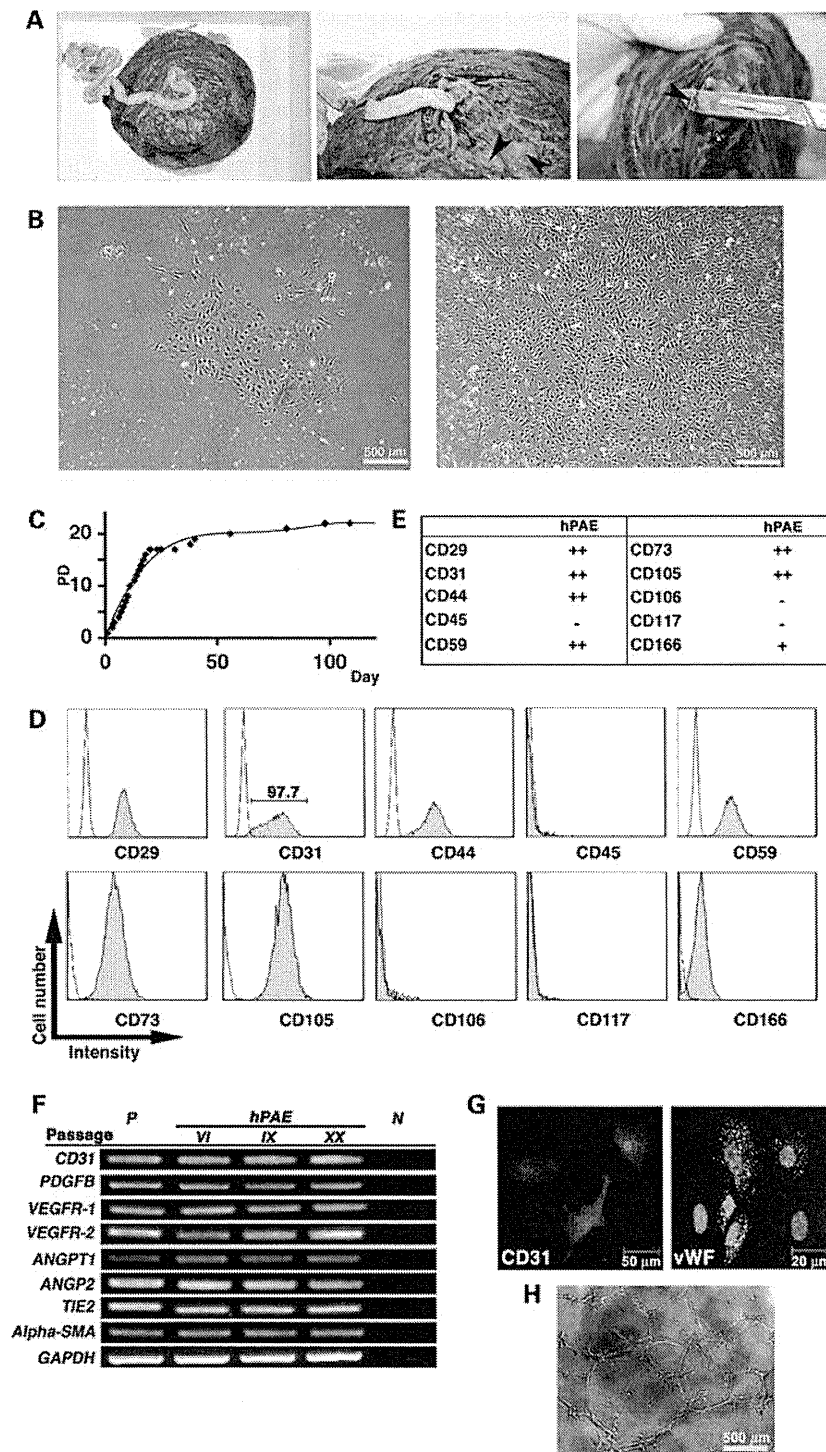 A
B
500 µm
500 µm
C
20
10
0
PD
0
50
100
Day
E
hPAE hPAE
CD29 ++ CD73 ++
CD31 ++ CD105 ++
CD44 ++ CD106 -
CD45 - CD117 -
CD59 ++ CD166 +
D
97.7
CD29 CD31 CD44 CD45 CD59
Cell number
CD73 CD105 CD106 CD117 CD166
Intensity
F
P hPAE N
Passage VI IX XX
CD31
PDGFB
VEGFR-1
VEGFR-2
ANGPT1
ANGP2
TIE2
Alpha-SMA
GAPDH
G
CD31 50 µm
vWF 20 µm
H
500 µm